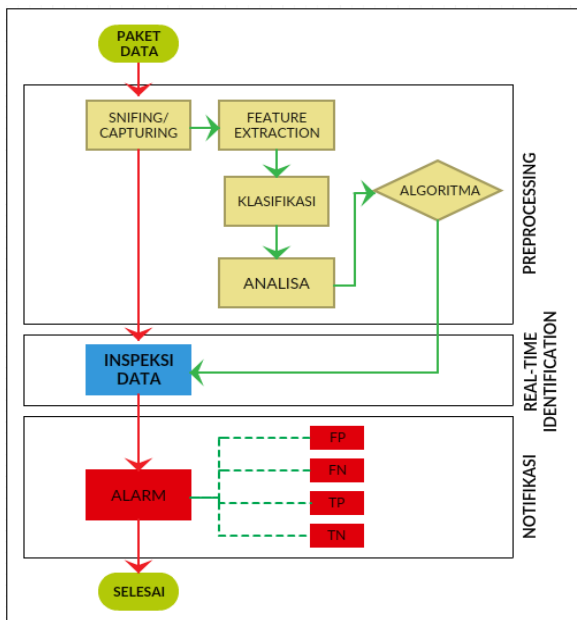 PAKET
DATA
SNIFING/
CAPTURING
FEATURE
EXTRACTION
KLASIFIKASI
ANALISA
ALGORITMA
PREPROCESSING
INSPEKSI
DATA
REAL-TIME
IDENTIFICATION
ALARM
FP
FN
TP
TN
NOTIFIKASI
SELESAI